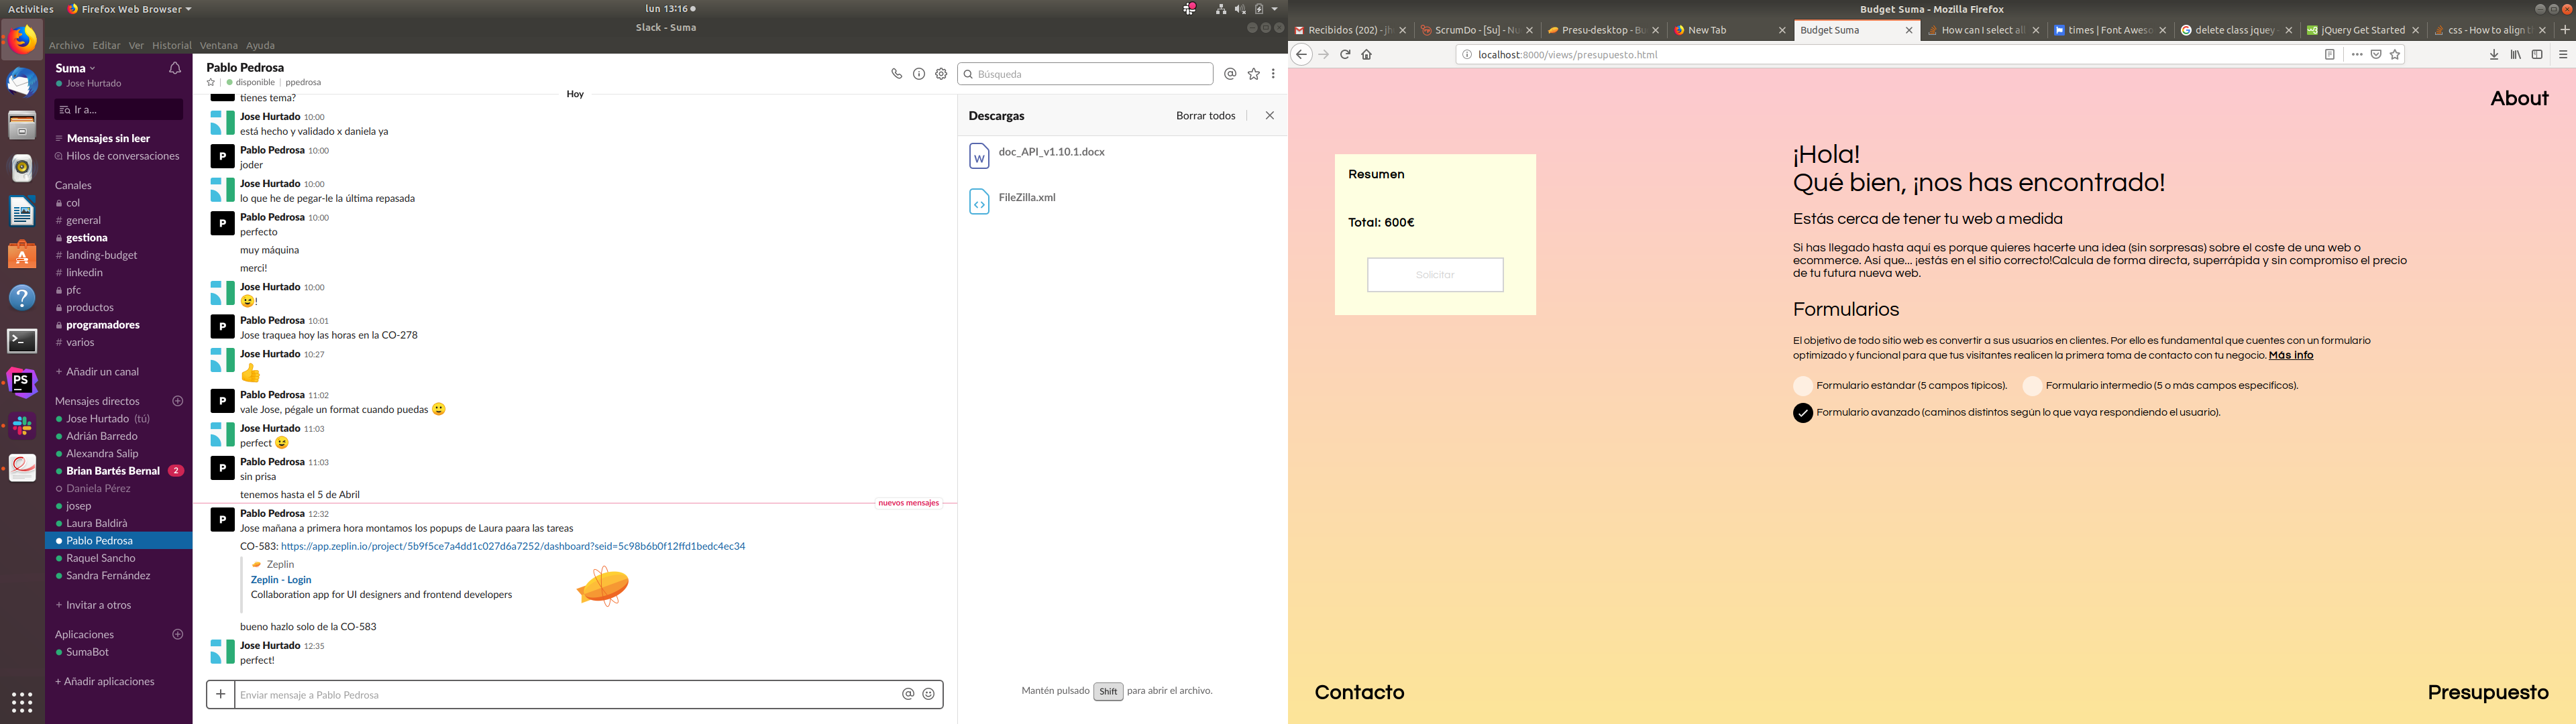 Activities
Firefox Web Browser
lun 13:16
Slack - Suma
Archivo Editar Ver Historial Ventana Ayuda
Suma
Jose Hurtado
Ir a...
Mensajes sin leer
Hilos de conversaciones
Canales
col
# general
gestiona
# landing-budget
# linkedin
pfc
productos
programadores
# varios
+ Añadir un canal
Mensajes directos
Jose Hurtado (tú)
Adrián Barredo
Alexandra Salip
Brian Bartés Bernal 2
Daniela Pérez
josep
Laura Baldirà
Pablo Pedrosa
Raquel Sancho
Sandra Fernández
+ Invitar a otros
Aplicaciones
SumaBot
+ Añadir aplicaciones
Pablo Pedrosa
disponible | ppedrosa
Búsqueda
Hoy
tienes tema?
Jose Hurtado 10:00
está hecho y validado x daniela ya
Pablo Pedrosa 10:00
joder
Jose Hurtado 10:00
lo que he de pegar-le la última repasada
Pablo Pedrosa 10:00
perfecto
muy máquina
merci!
Jose Hurtado 10:00
😉!
Pablo Pedrosa 10:01
Jose traquea hoy las horas en la CO-278
Jose Hurtado 10:27
Pablo Pedrosa 11:02
vale Jose, pégale un format cuando puedas 🙂
Jose Hurtado 11:03
perfect 😉
Pablo Pedrosa 11:03
sin prisa
tenemos hasta el 5 de Abril
nuevos mensajes
Pablo Pedrosa 12:32
Jose mañana a primera hora montamos los popups de Laura paara las tareas
CO-583: https://app.zeplin.io/project/5b9f5ce7a4dd1c027d6a7252/dashboard?seid=5c98b6b0f12ffd1bedc4ec34
Zeplin
Zeplin - Login
Collaboration app for UI designers and frontend developers
bueno hazlo solo de la CO-583
Jose Hurtado 12:35
perfect!
Enviar mensaje a Pablo Pedrosa
Descargas
Borrar todos
doc_API_v1.10.1.docx
FileZilla.xml
Mantén pulsado Shift para abrir el archivo.
Budget Suma - Mozilla Firefox
Recibidos (202) - jh
ScrumDo - [Su] - Nu
Presu-desktop - Bu
New Tab
Budget Suma
How can I select all
times | Font Aweso
delete class jquey
jQuery Get Started
css - How to align t
localhost:8000/views/presupuesto.html
About
Resumen
Total: 600€
Solicitar
¡Hola!
Qué bien, ¡nos has encontrado!
Estás cerca de tener tu web a medida
Si has llegado hasta aquí es porque quieres hacerte una idea (sin sorpresas) sobre el coste de una web o
ecommerce. Así que... ¡estás en el sitio correcto!Calcula de forma directa, superrápida y sin compromiso el precio
de tu futura nueva web.
Formularios
El objetivo de todo sitio web es convertir a sus usuarios en clientes. Por ello es fundamental que cuentes con un formulario
optimizado y funcional para que tus visitantes realicen la primera toma de contacto con tu negocio. Más info
Formulario estándar (5 campos típicos).
Formulario intermedio (5 o más campos específicos).
Formulario avanzado (caminos distintos según lo que vaya respondiendo el usuario).
Contacto
Presupuesto